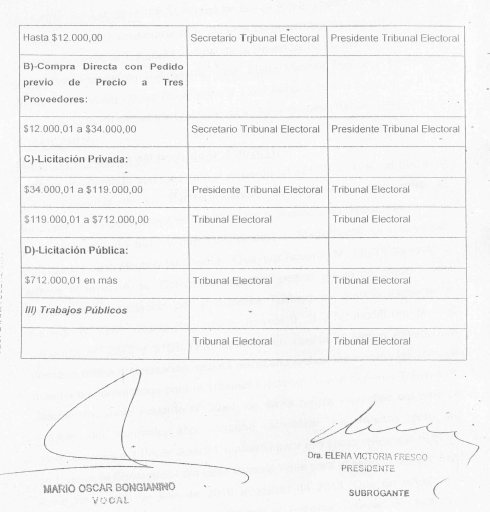 Hasta $12.000,00 Secretario Tribunal Electoral Presidente Tribunal Electoral
B)-Compra Directa con Pedido
previo de Precio a Tres
Proveedores:
$12.000,01 a $34.000,00 Secretario Tribunal Electoral Presidente Tribunal Electoral
C)-Licitación Privada:
$34.000,01 a $119.000,00 Presidente Tribunal Electoral Tribunal Electoral
$119.000,01 a $712.000,00 Tribunal Electoral Tribunal Electoral
D)-Licitación Pública:
$712.000,01 en más Tribunal Electoral Tribunal Electoral
III) Trabajos Públicos
Tribunal Electoral Tribunal Electoral
Dra. ELENA VICTORIA FRESCO
PRESIDENTE
SUBROGANTE
MARIO OSCAR BONGIANINO
VOCAL